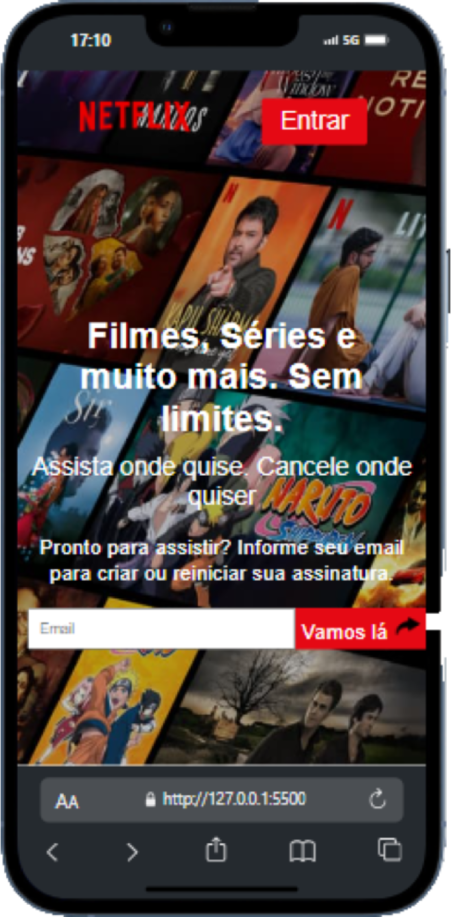 17:10
5G
NETFLIX
Entrar
Filmes, Séries e
muito mais. Sem
limites.
Assista onde quise. Cancele onde
quiser
NARUTO
Pronto para assistir? Informe seu email
para criar ou reiniciar sua assinatura.
Email
Vamos lá
AA
http://127.0.0.1:5500